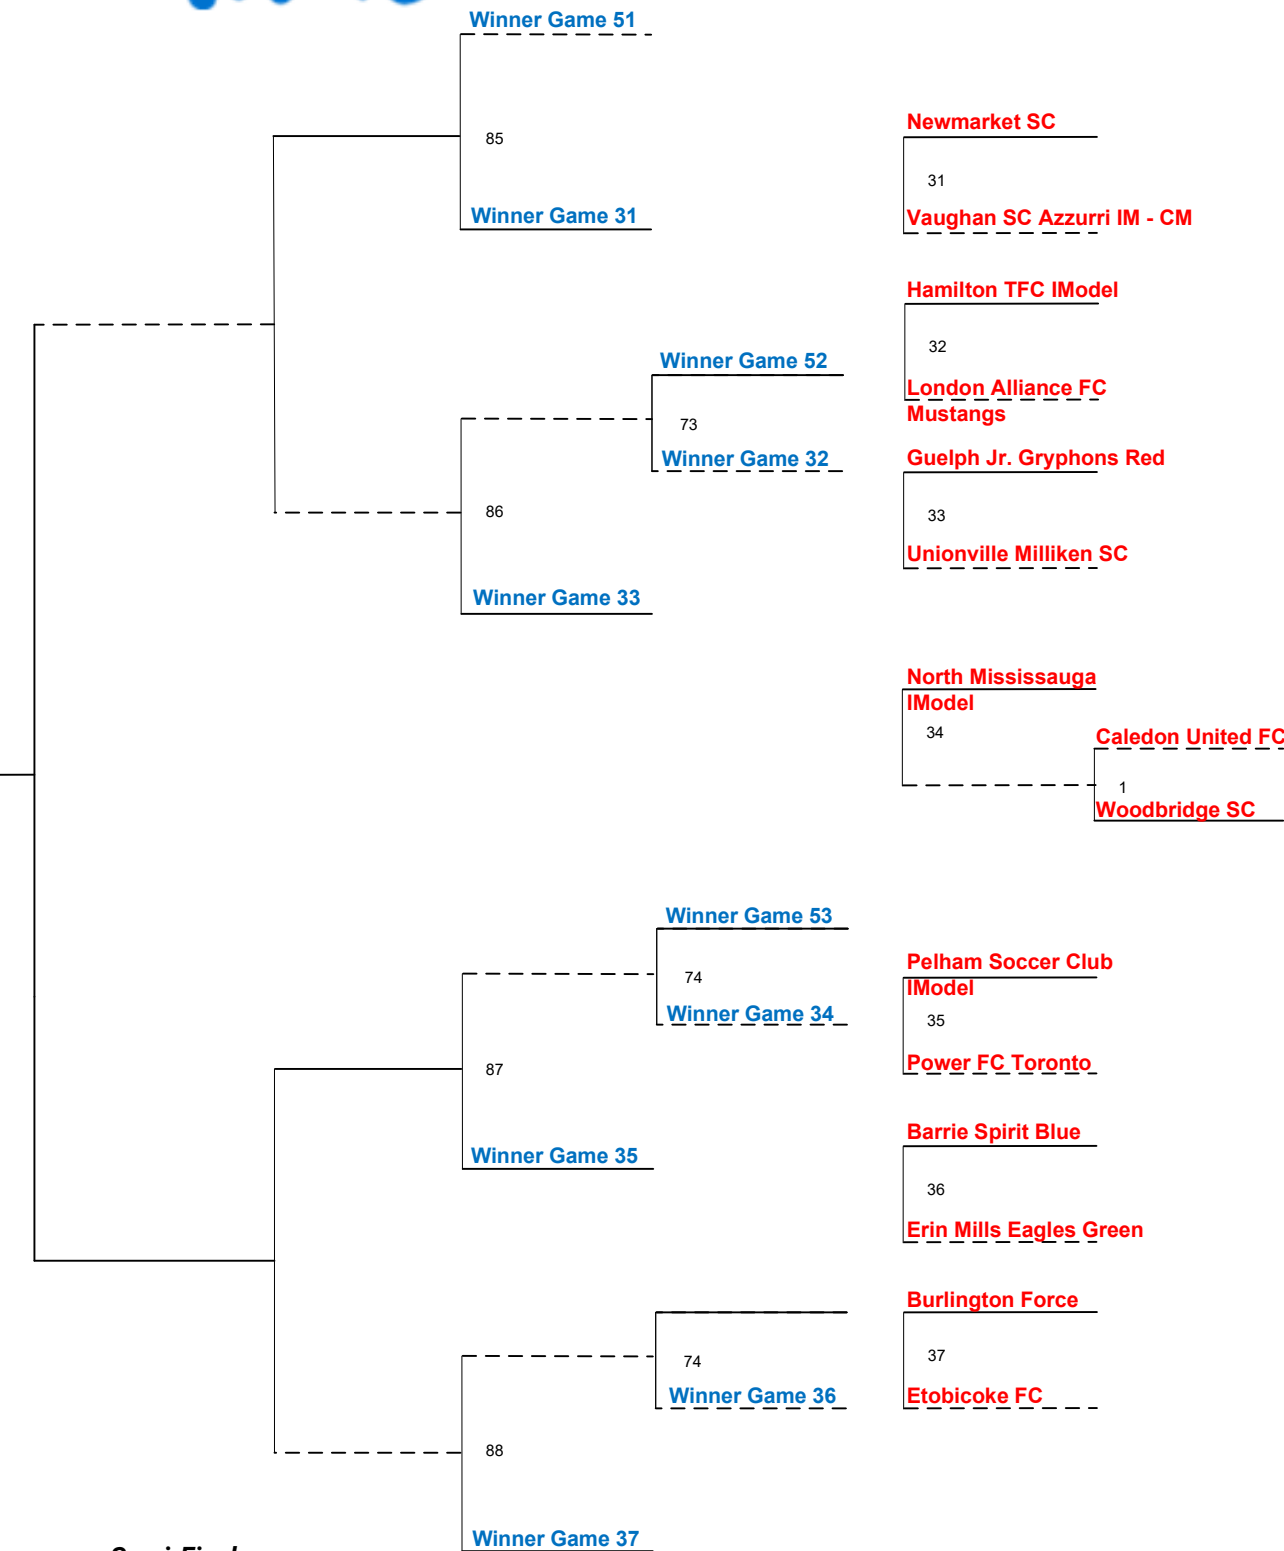 Winner Game 51
85
Winner Game 31
Newmarket SC
31
Vaughan SC Azzurri IM - CM
Hamilton TFC IModel
32
London Alliance FC
Mustangs
Winner Game 52
73
Winner Game 32
Guelph Jr. Gryphons Red
33
Unionville Milliken SC
86
Winner Game 33
North Mississauga
IModel
34
Caledon United FC
1
Woodbridge SC
Winner Game 53
74
Winner Game 34
Pelham Soccer Club
IModel
35
Power FC Toronto
87
Winner Game 35
Barrie Spirit Blue
36
Erin Mills Eagles Green
Burlington Force
37
Etobicoke FC
74
Winner Game 36
88
Winner Game 37